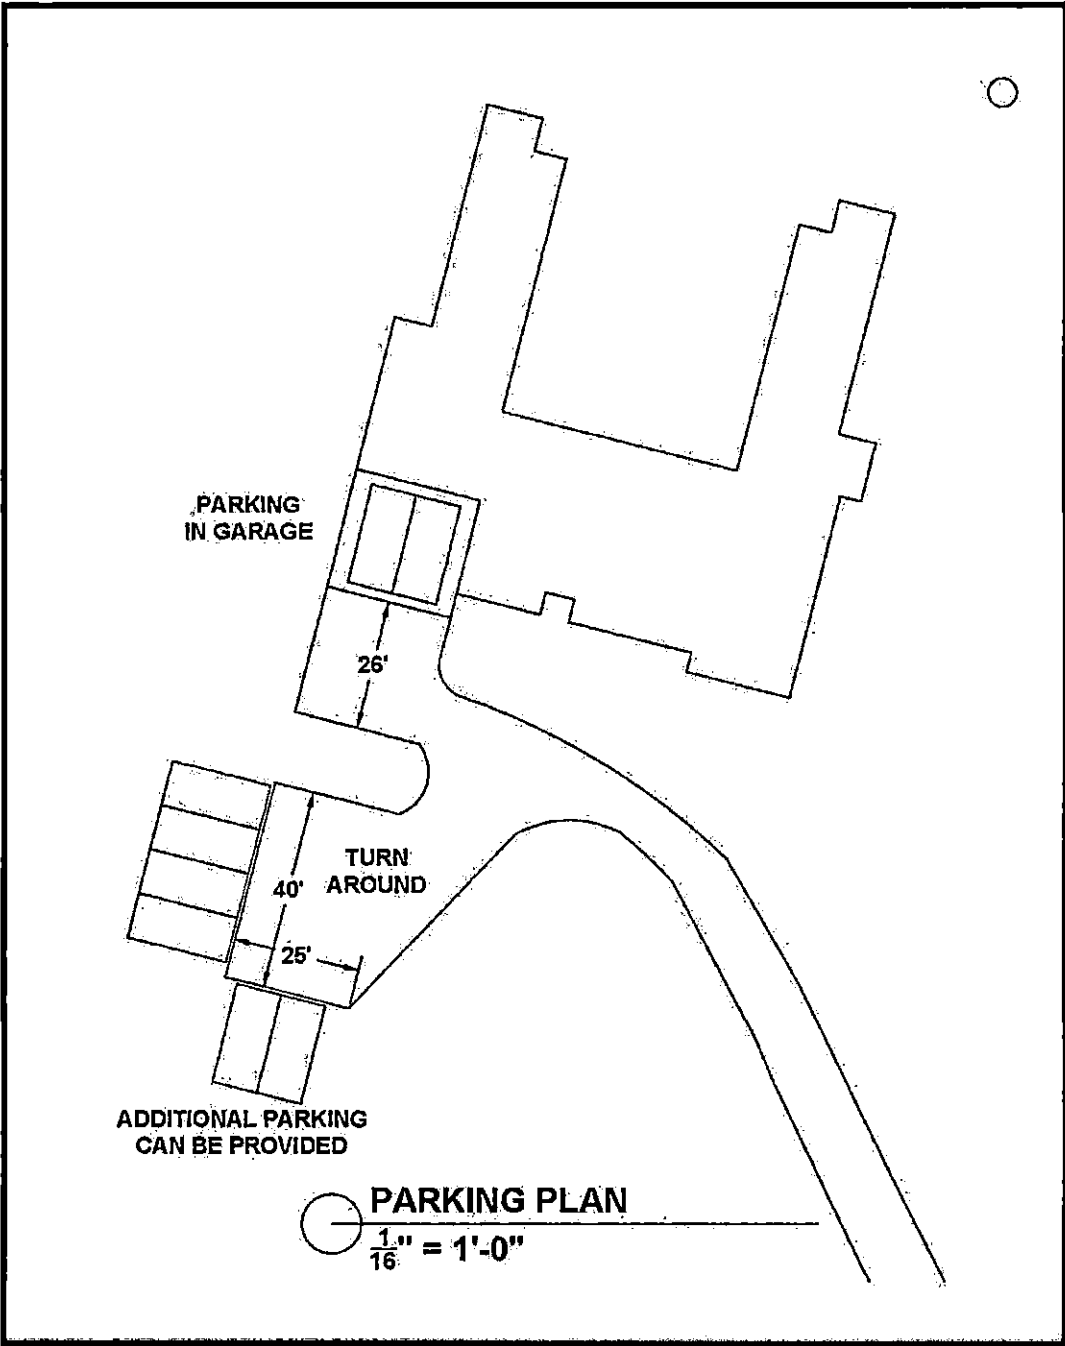 PARKING
IN GARAGE
26'
TURN
AROUND
40'
25'
ADDITIONAL PARKING
CAN BE PROVIDED
PARKING PLAN
1/16" = 1'-0"